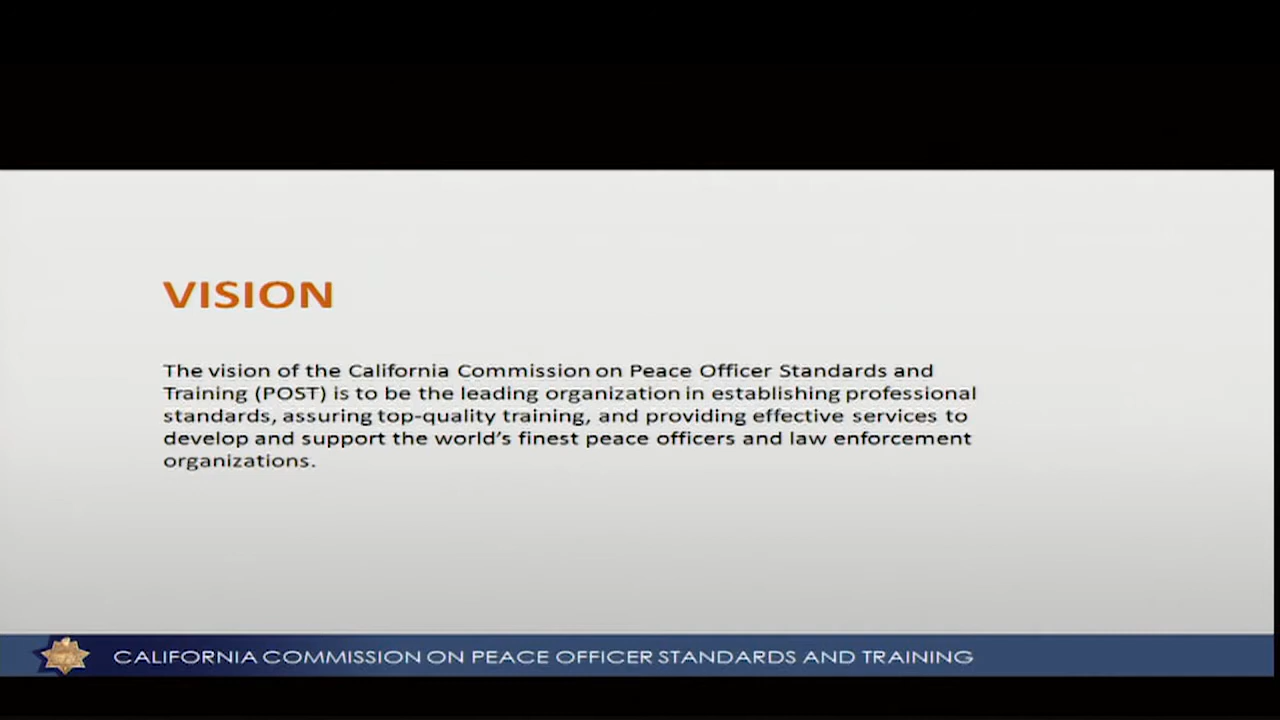 VISION
The vision of the California Commission on Peace Officer Standards and
Training (POST) is to be the leading organization in establishing professional
standards, assuring top-quality training, and providing effective services to
develop and support the world's finest peace officers and law enforcement
organizations.
CALIFORNIA COMMISSION ON PEACE OFFICER STANDARDS AND TRAINING